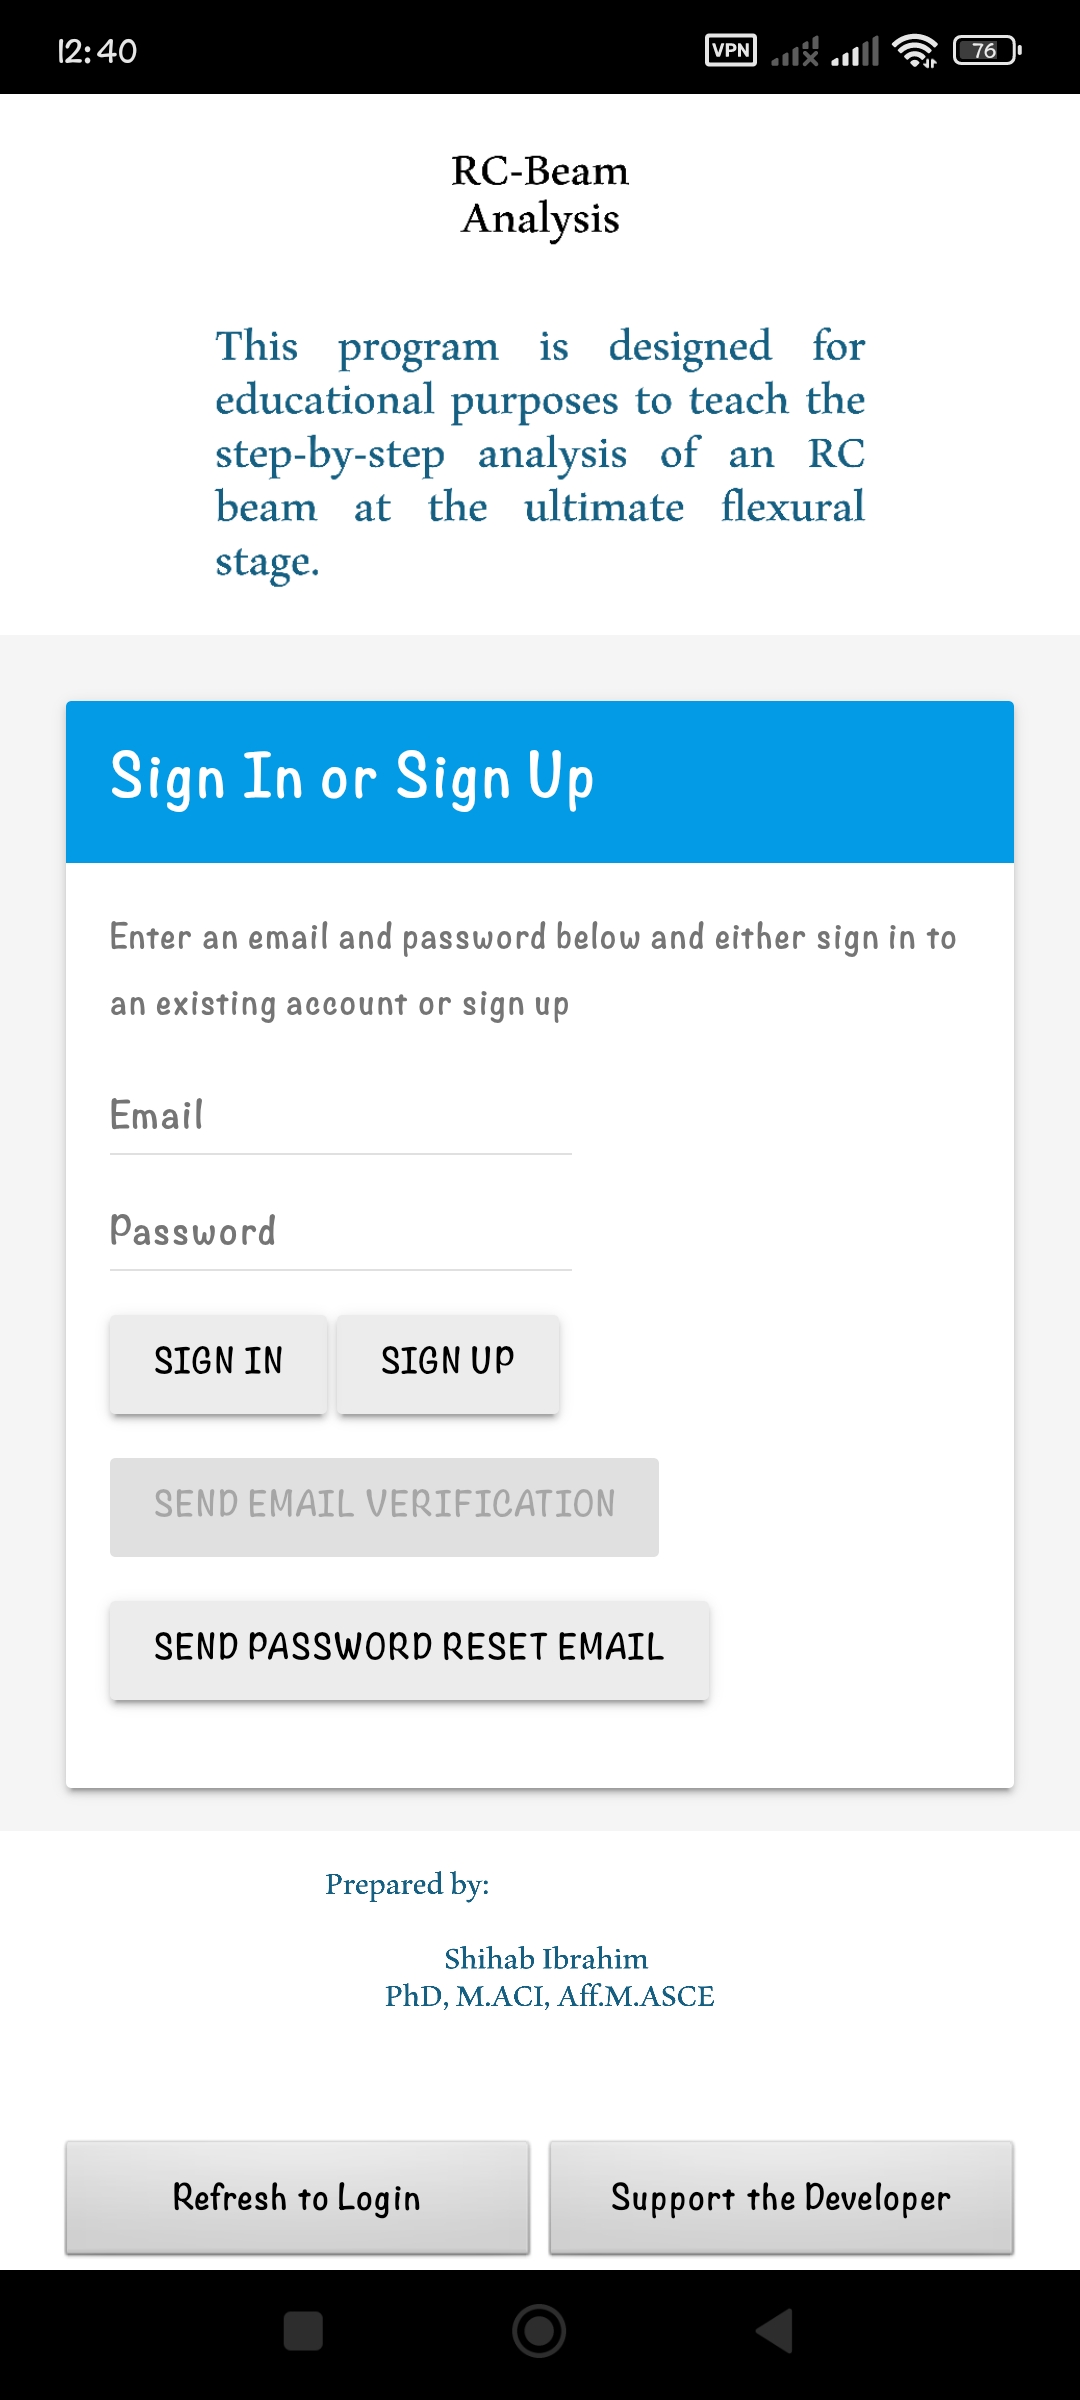 12:40
VPN
76
RC-Beam
Analysis
This program is designed for
educational purposes to teach the
step-by-step analysis of an RC
beam at the ultimate flexural
stage.
Sign In or Sign Up
Enter an email and password below and either sign in to
an existing account or sign up
Email
Password
SIGN IN SIGN UP
SEND EMAIL VERIFICATION
SEND PASSWORD RESET EMAIL
Prepared by:
Shihab Ibrahim
PhD, M.ACI, Aff.M.ASCE
Refresh to Login Support the Developer